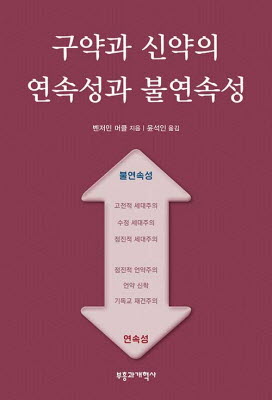 구약과 신약의
연속성과 불연속성
벤저민 머클 지음 | 윤석인 옮김
불연속성
고전적 세대주의
수정 세대주의
점진적 세대주의
점진적 언약주의
언약 신학
기독교 재건주의
연속성
부흥과개혁사